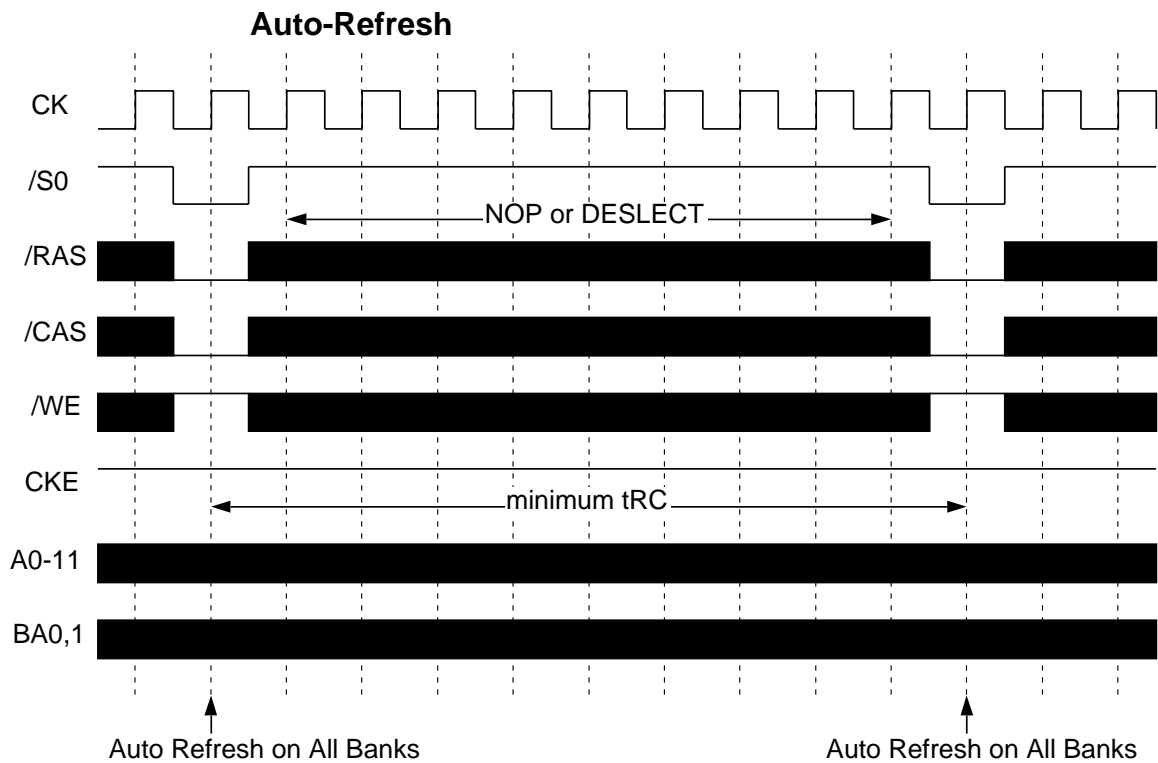 Auto-Refresh
CK
/S0
NOP or DESLECT
/RAS
/CAS
/WE
CKE
minimum tRC
A0-11
BA0,1
Auto Refresh on All Banks
Auto Refresh on All Banks